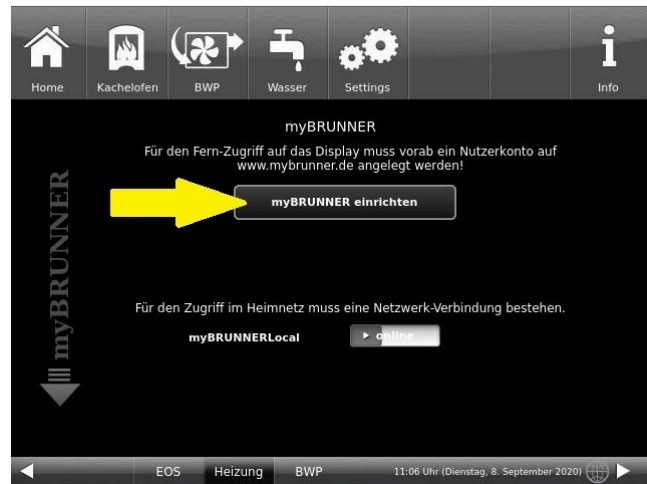 Home Kachelofen BWP Wasser Settings Info
myBRUNNER
Für den Fern-Zugriff auf das Display muss vorab ein Nutzerkonto auf
www.mybrunner.de angelegt werden!
myBRUNNER einrichten
myBRUNNER
Für den Zugriff im Heimnetz muss eine Netzwerk-Verbindung bestehen.
myBRUNNERLocal online
EOS Heizung BWP 11:06 Uhr (Dienstag, 8. September 2020)